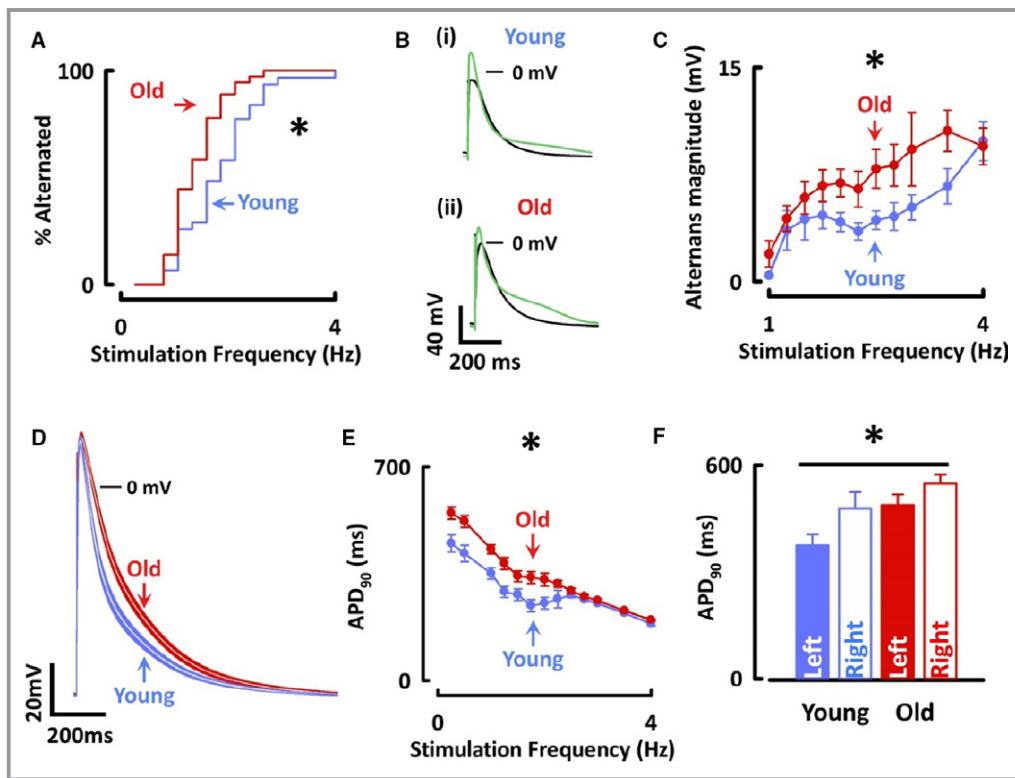 A
100
% Alternated
0
Old
Young
*
0
4
Stimulation Frequency (Hz)
B
(i)
Young
0 mV
(ii)
Old
0 mV
40 mV
200 ms
C
15
Alternans magnitude (mV)
0
*
Old
Young
1
4
Stimulation Frequency (Hz)
D
0 mV
Old
Young
20mV
200ms
E
*
700
APD90 (ms)
0
Old
Young
0
4
Stimulation Frequency (Hz)
F
*
600
APD90 (ms)
0
Left
Right
Left
Right
Young
Old